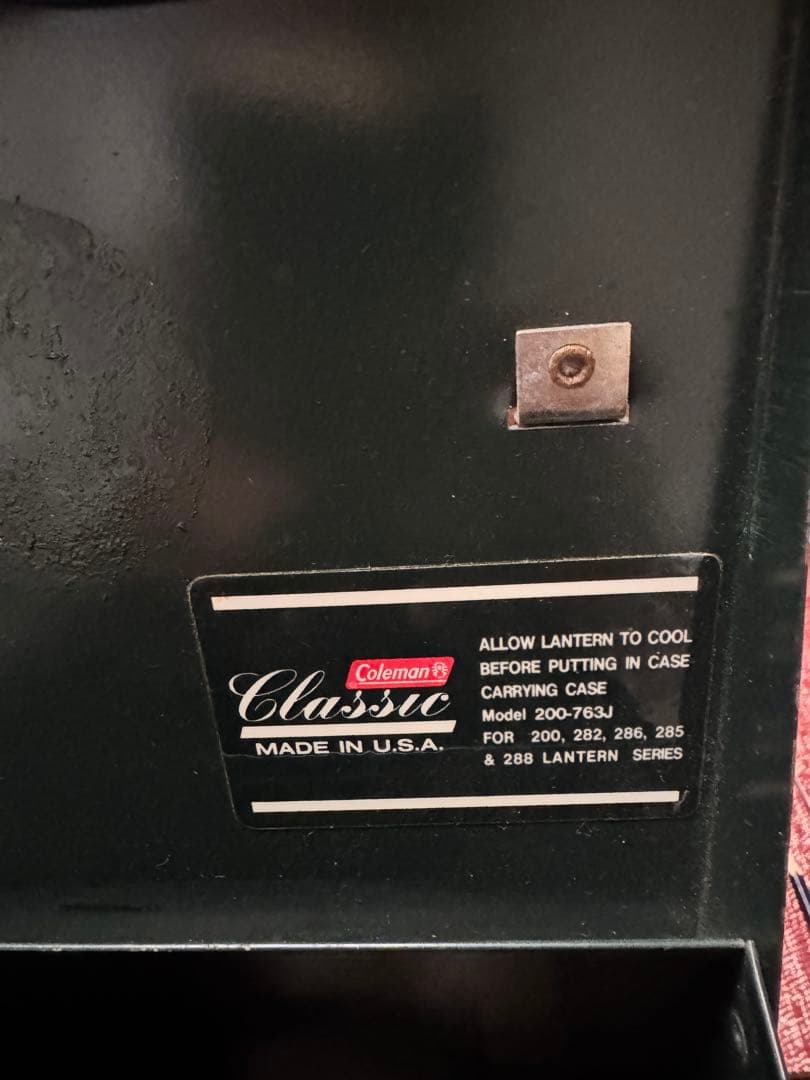 Coleman
Classic
MADE IN U.S.A.
ALLOW LANTERN TO COOL
BEFORE PUTTING IN CASE
CARRYING CASE
Model 200-763J
FOR 200, 282, 286, 285
& 288 LANTERN SERIES